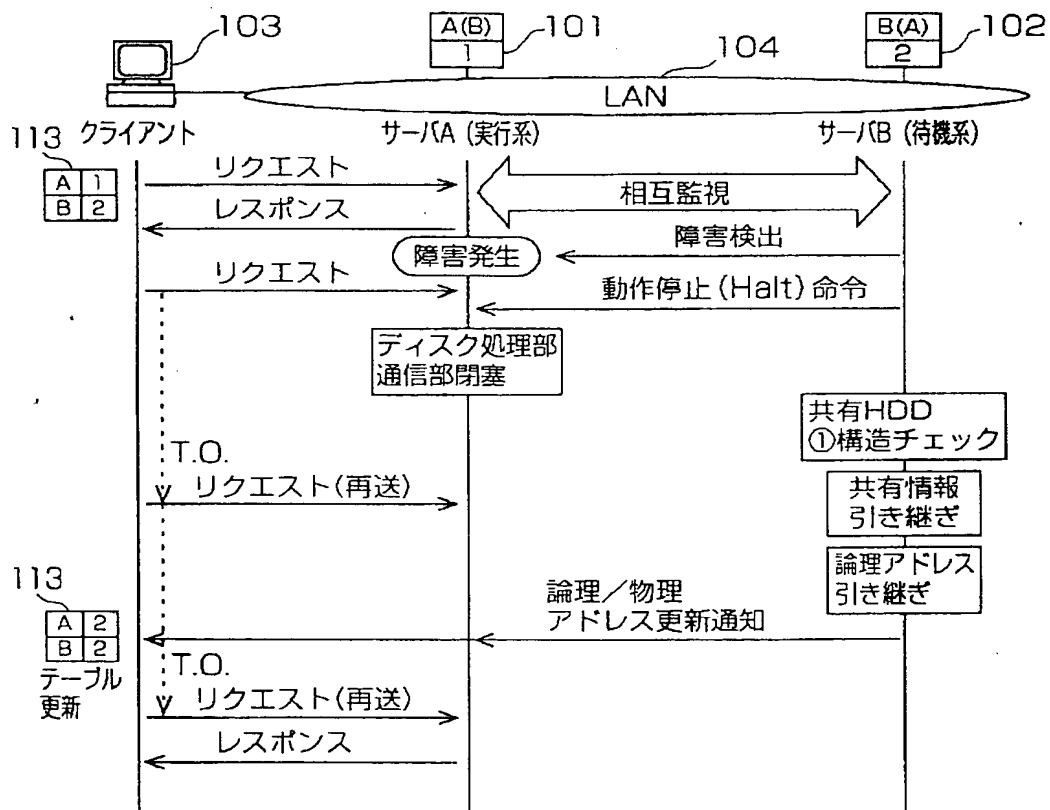 103
A(B)
1
101
104
B(A)
2
102
LAN
113
クライアント
サーバA (実行系)
サーバB (待機系)
A 1
B 2
リクエスト
相互監視
レスポンス
障害検出
障害発生
リクエスト
動作停止(Halt)命令
ディスク処理部
通信部閉塞
共有HDD
①構造チェック
T.O.
リクエスト(再送)
共有情報
引き継ぎ
論理アドレス
引き継ぎ
113
論理／物理
アドレス更新通知
A 2
B 2
テーブル
更新
T.O.
リクエスト(再送)
レスポンス